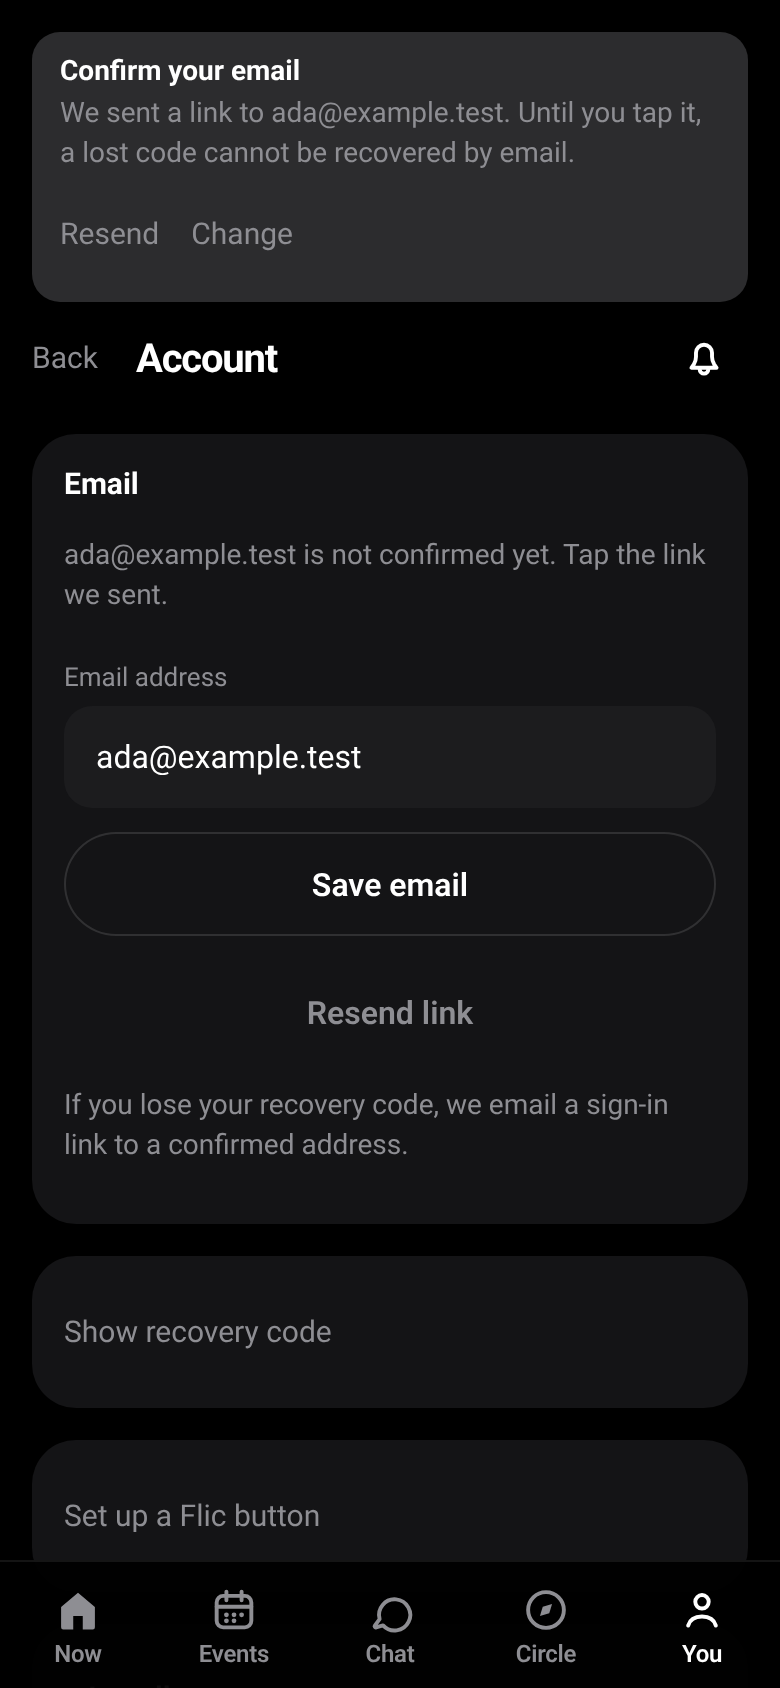 Confirm your email
We sent a link to ada@example.test. Until you tap it,
a lost code cannot be recovered by email.
Resend Change
Back Account
Email
ada@example.test is not confirmed yet. Tap the link
we sent.
Email address
ada@example.test
Save email
Resend link
If you lose your recovery code, we email a sign-in
link to a confirmed address.
Show recovery code
Set up a Flic button
Now Events Chat Circle You